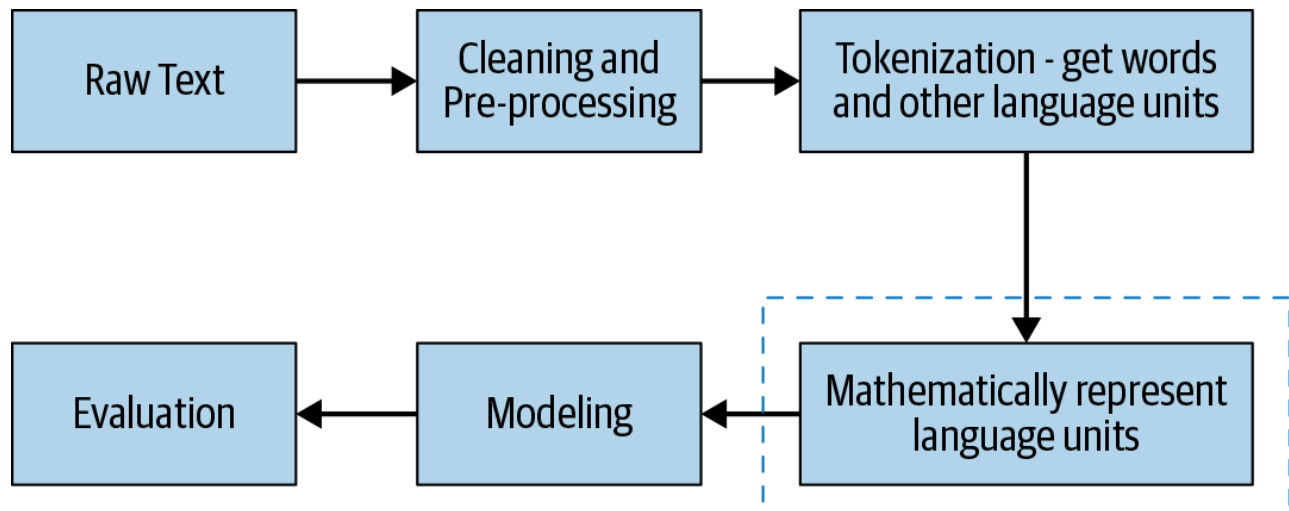 Raw Text
Cleaning and
Pre-processing
Tokenization - get words
and other language units
Mathematically represent
language units
Modeling
Evaluation